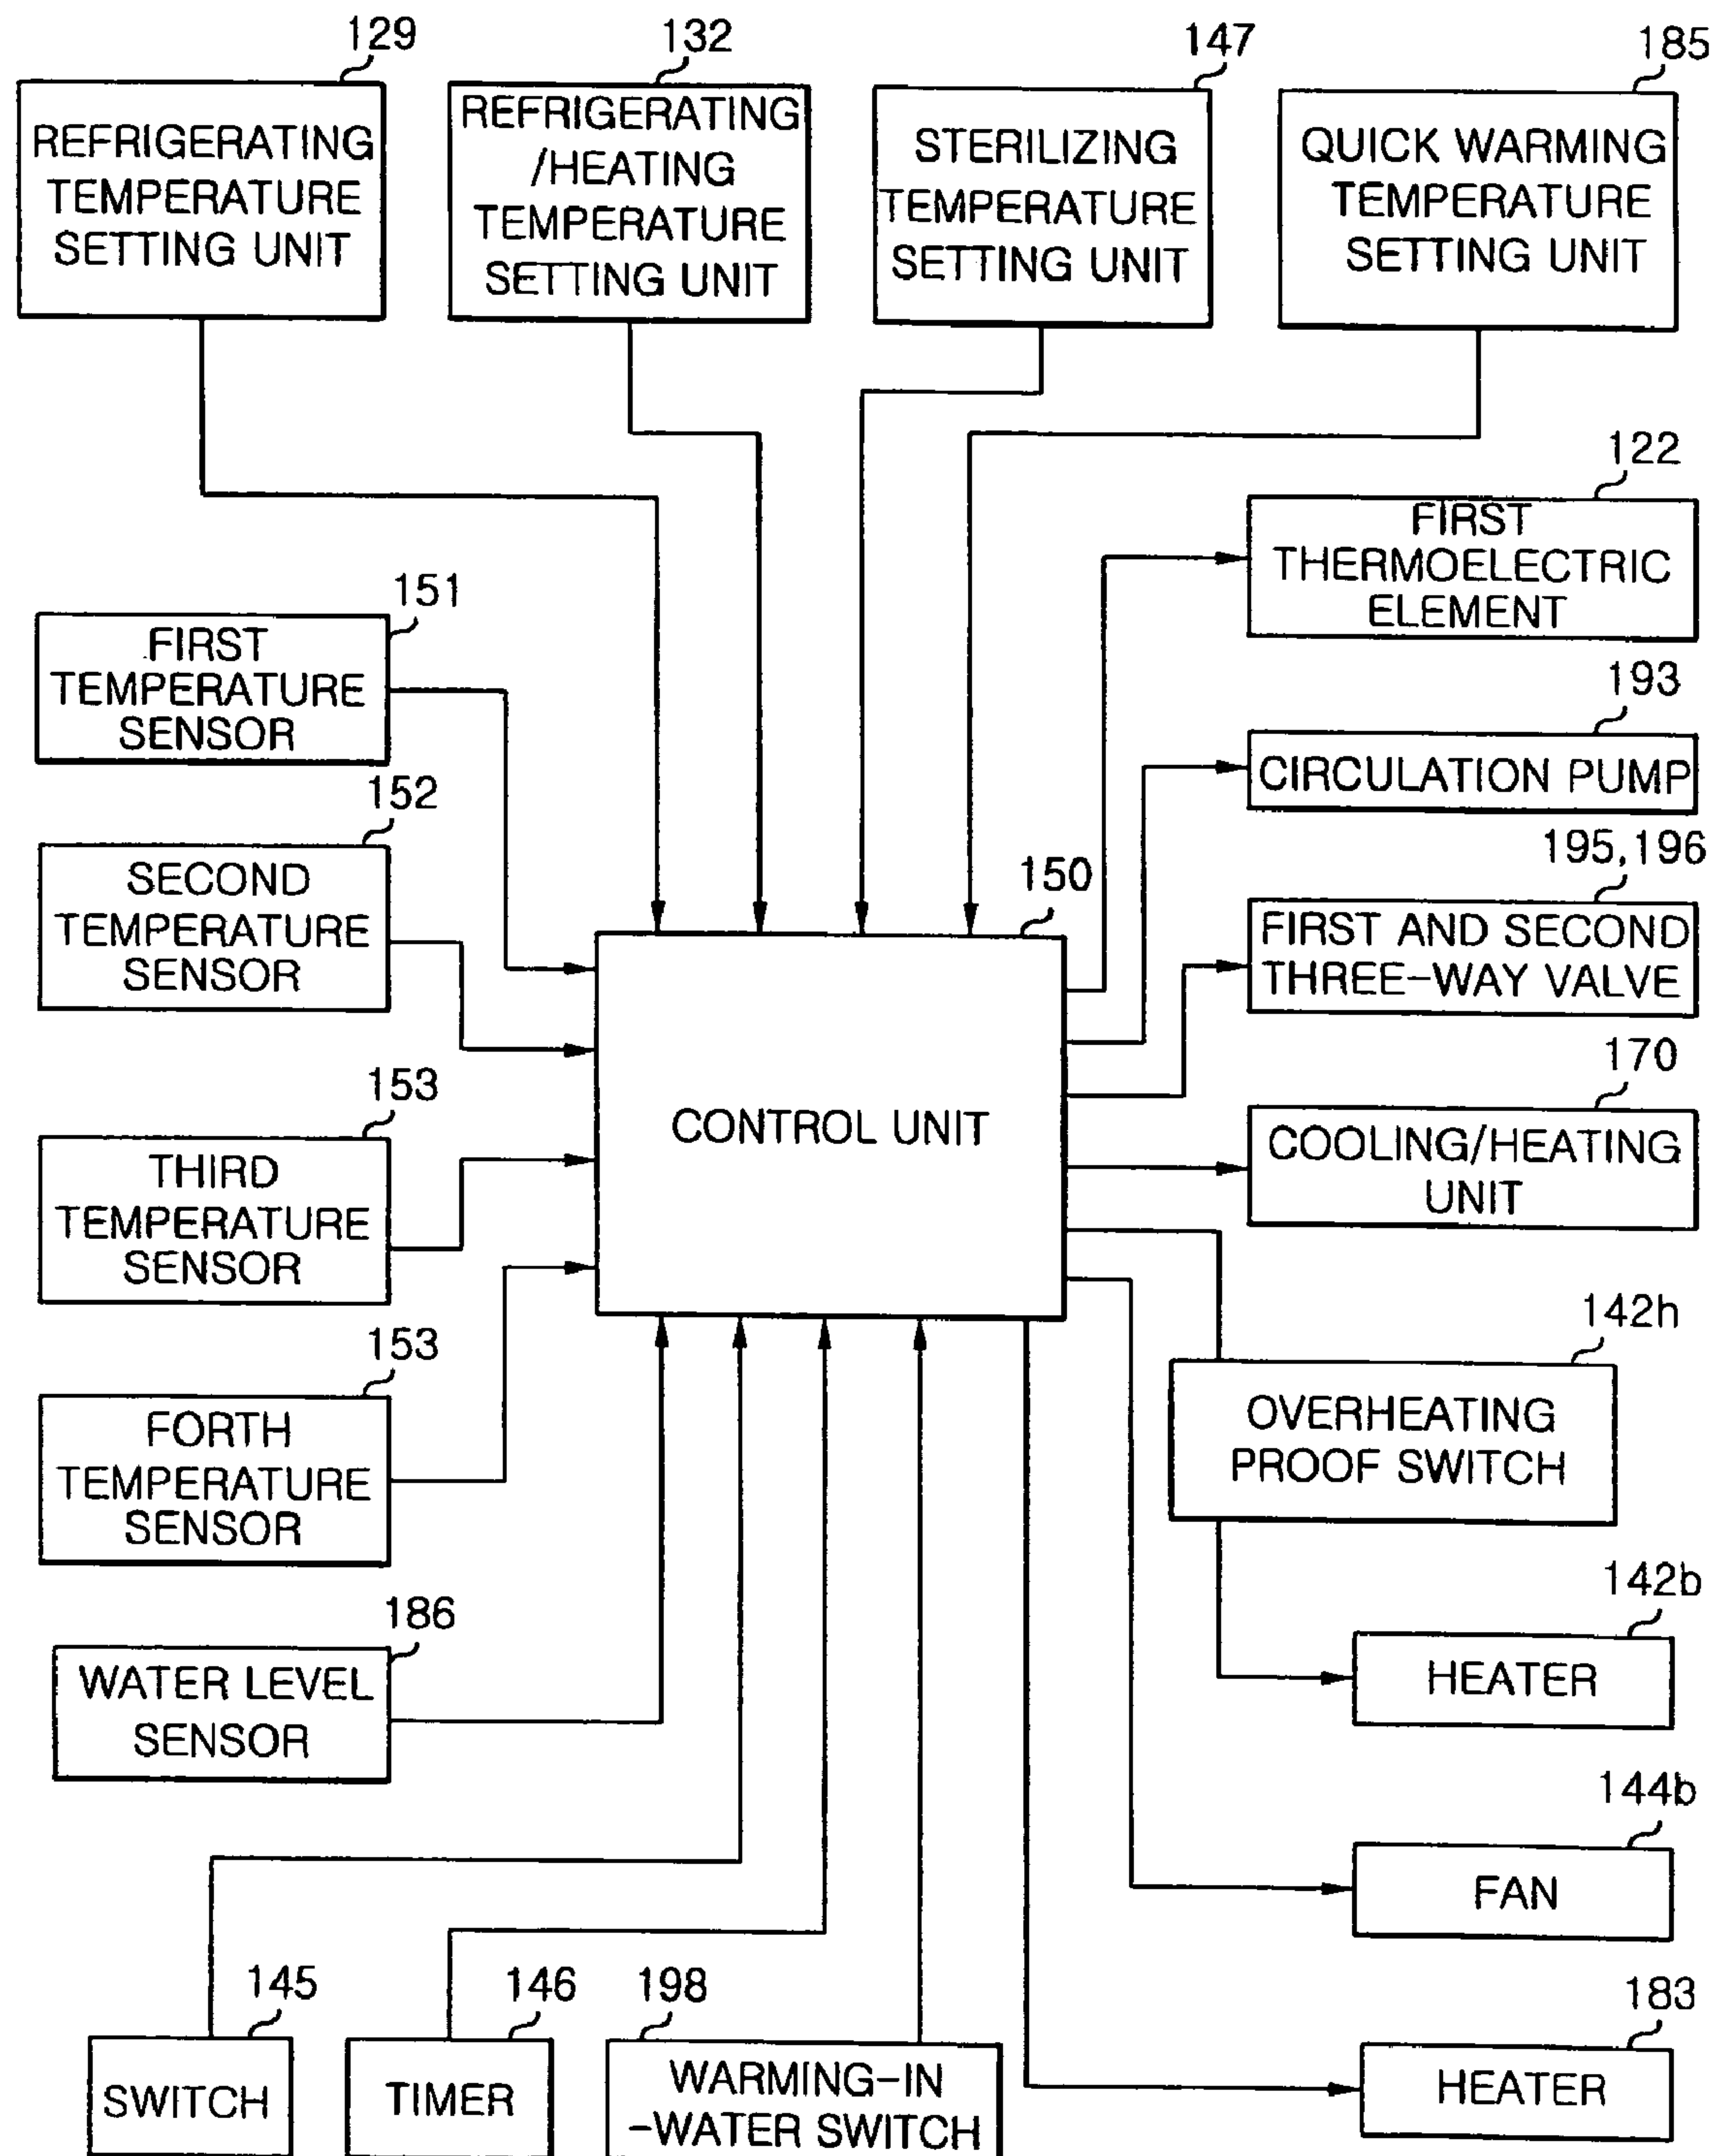 129
REFRIGERATING
TEMPERATURE
SETTING UNIT
132
REFRIGERATING
/HEATING
TEMPERATURE
SETTING UNIT
147
STERILIZING
TEMPERATURE
SETTING UNIT
185
QUICK WARMING
TEMPERATURE
SETTING UNIT
122
FIRST
THERMOELECTRIC
ELEMENT
151
FIRST
TEMPERATURE
SENSOR
193
CIRCULATION PUMP
152
SECOND
TEMPERATURE
SENSOR
195,196
FIRST AND SECOND
THREE-WAY VALVE
150
CONTROL UNIT
153
THIRD
TEMPERATURE
SENSOR
170
COOLING/HEATING
UNIT
153
FORTH
TEMPERATURE
SENSOR
142h
OVERHEATING
PROOF SWITCH
186
WATER LEVEL
SENSOR
142b
HEATER
144b
FAN
145
SWITCH
146
TIMER
198
WARMING-IN
-WATER SWITCH
183
HEATER